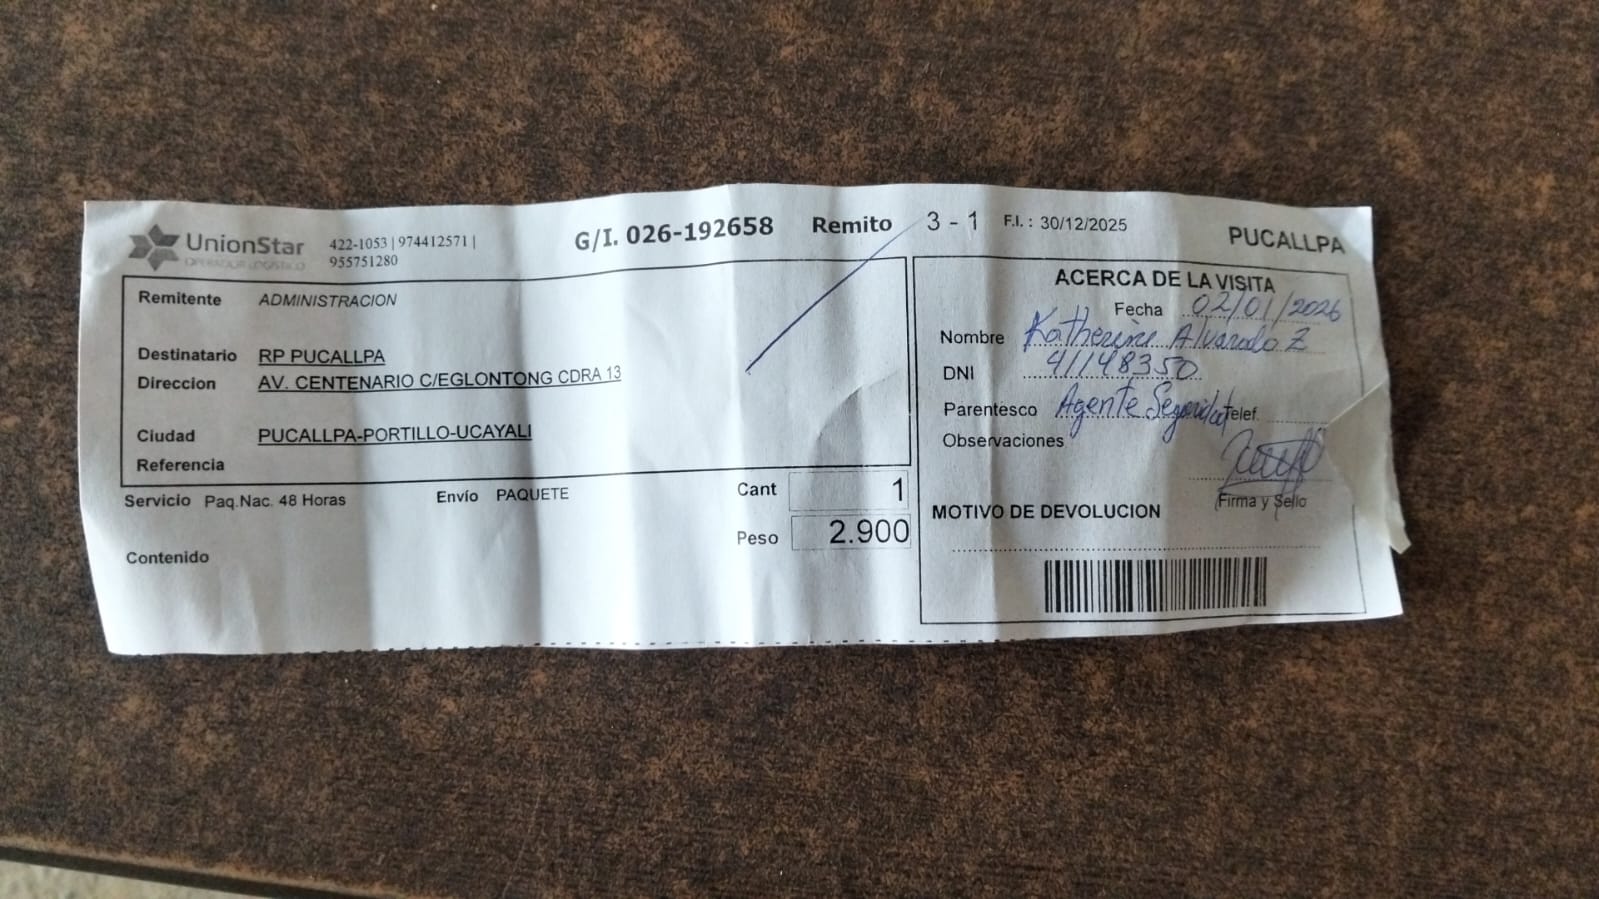 UnionStar
OPERADOR LOGISTICO
422-1053 | 974412571 |
955751280
G/I. 026-192658 Remito 3 - 1 F.I. : 30/12/2025
PUCALLPA
Remitente ADMINISTRACION
Destinatario RP PUCALLPA
Direccion AV. CENTENARIO C/EGLONTONG CDRA 13
Ciudad PUCALLPA-PORTILLO-UCAYALI
Referencia
Servicio Paq.Nac. 48 Horas Envío PAQUETE
Cant 1
Peso 2.900
Contenido
ACERCA DE LA VISITA
Fecha 02/01/2026
Nombre Katherine Alvarado Z
DNI 41148350
Parentesco Agente Seguridad Telef.
Observaciones
Firma y Sello
MOTIVO DE DEVOLUCION